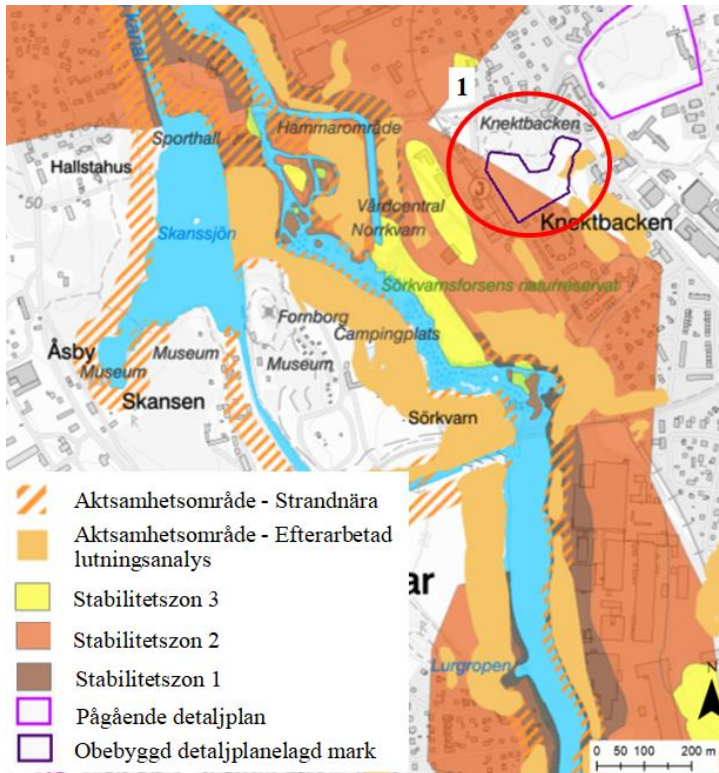 kanal
1
Knektbacken
Sporthall
Hammarområde
Hallstahus
50
Vårdcentral
Norrkvarn
Knektbacken
Skanssjön
Sörkvarnsforsens naturreservat
Fornborg
Campingplats
Åsby
Museum
Museum
Museum
Skansen
Sörkvarn
Aktsamhetsområde - Strandnära
Aktsamhetsområde - Efterarbetad
lutningsanalys
Stabilitetszon 3
ar
Stabilitetszon 2
Stabilitetszon 1
Lurgropen
N
Pågående detaljplan
Obebyggd detaljplanelagd mark
0 50 100 200 m